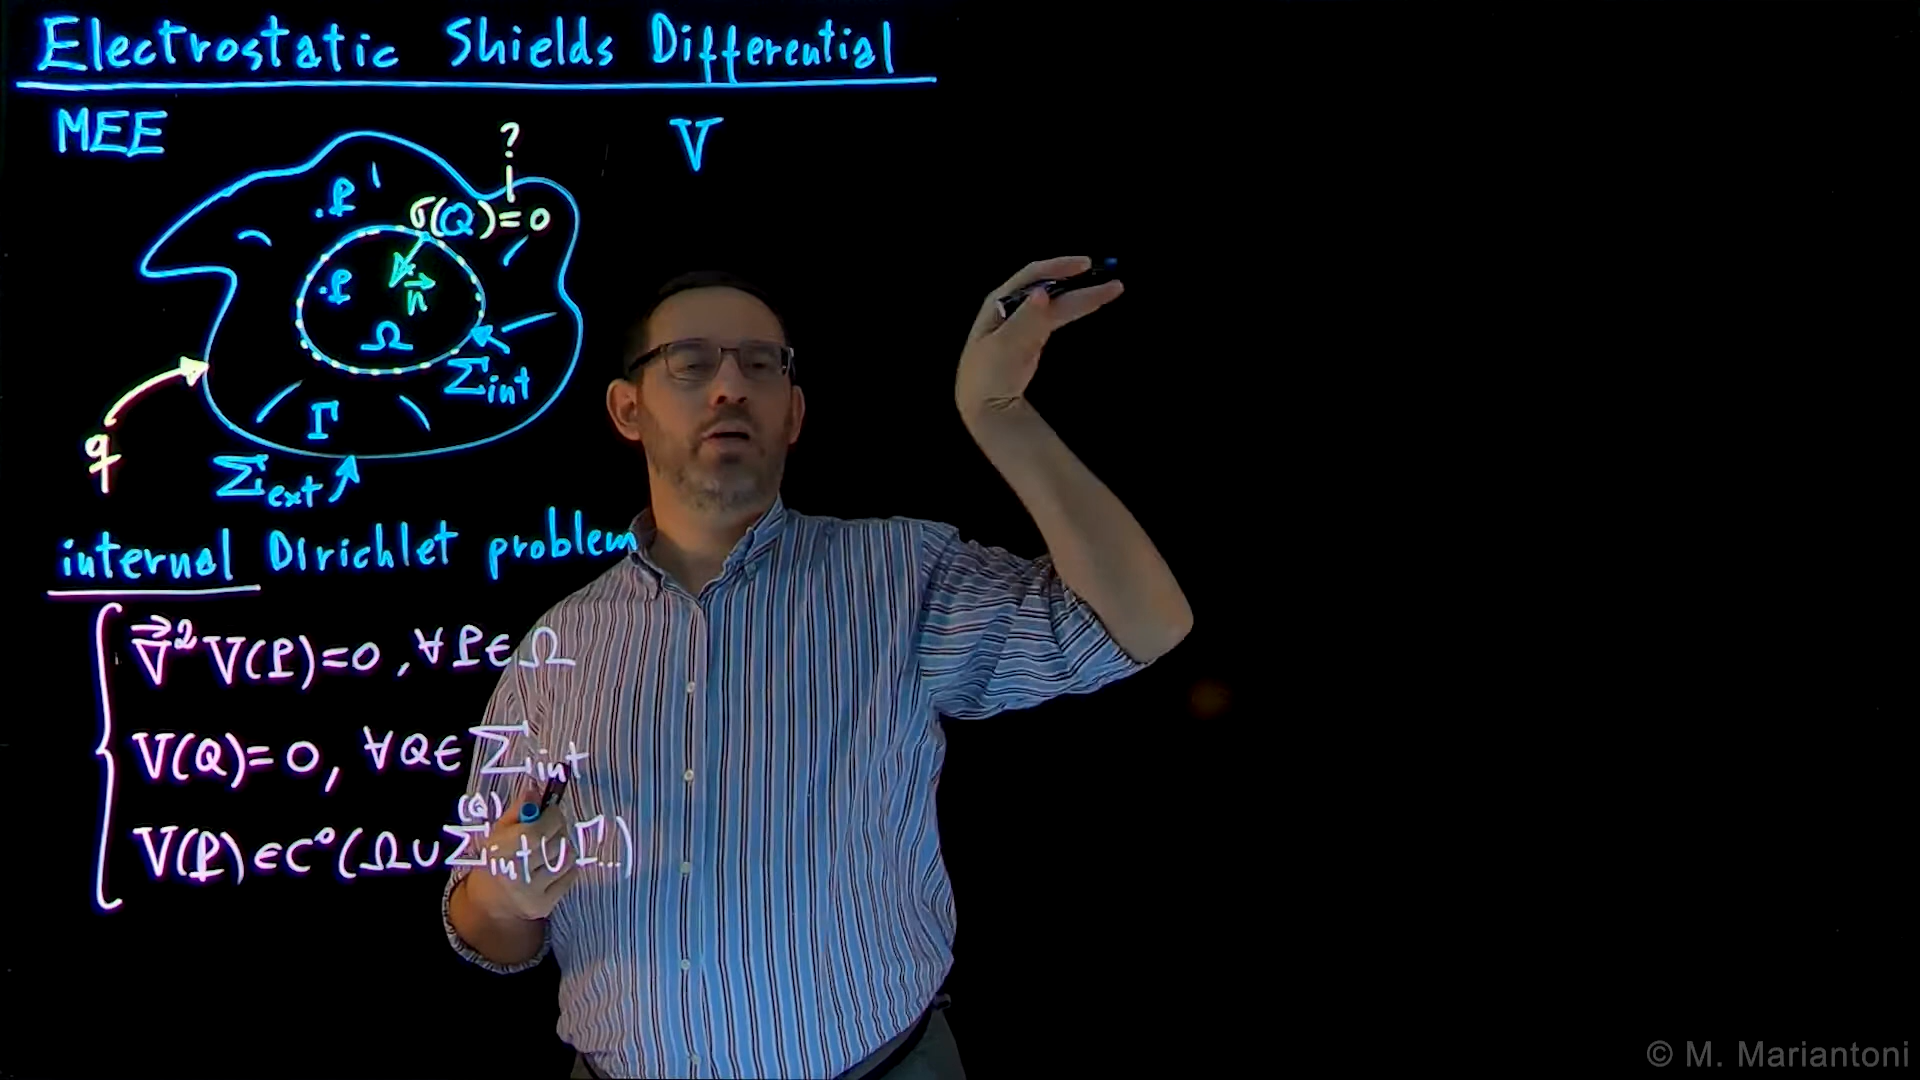 Electrostatic Shields Differential
MEE
V
?
.P
σ(Q)=0
.P
n⃗
Ω
Σint
Γ
q
Σext
internal Dirichlet problem
∇⃗²V(P)=0, ∀P∈Ω
V(Q)=0, ∀Q∈Σint
(Q)
V(P)∈C⁰(Ω∪Σint∪Γ...)
© M. Mariantoni